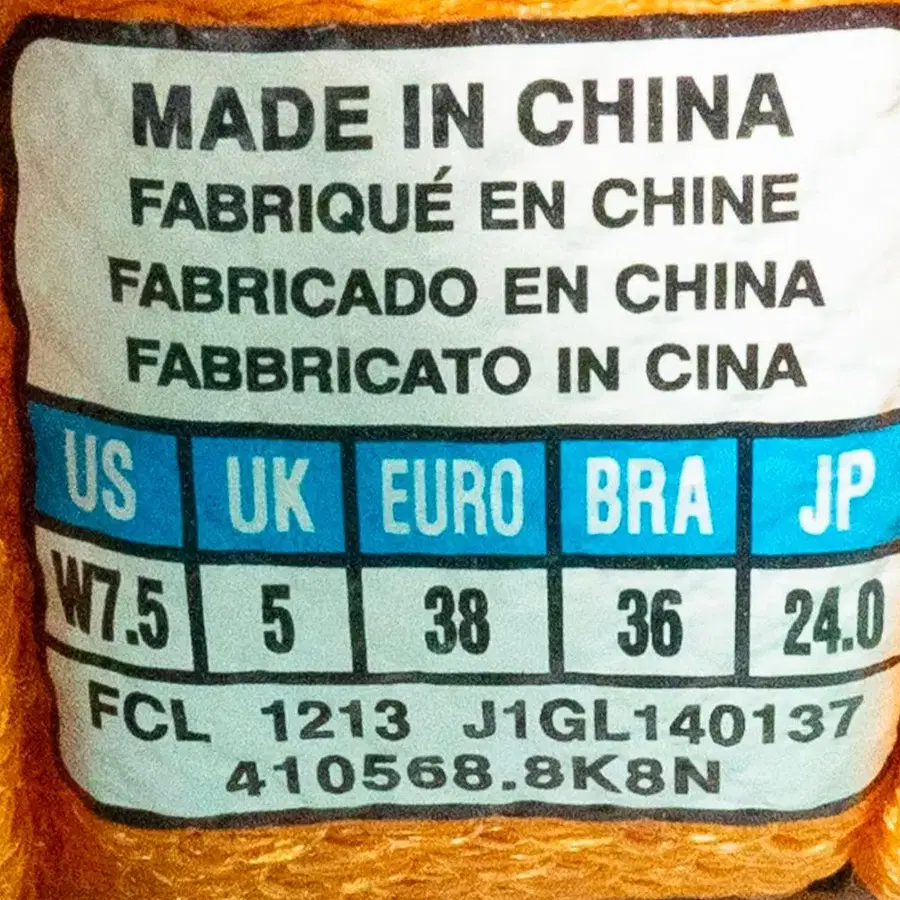 MADE IN CHINA
FABRIQUÉ EN CHINE
FABRICADO EN CHINA
FABBRICATO IN CINA
US UK EURO BRA JP
W7.5 5 38 36 24.0
FCL 1213 J1GL140137
410568.8K8N